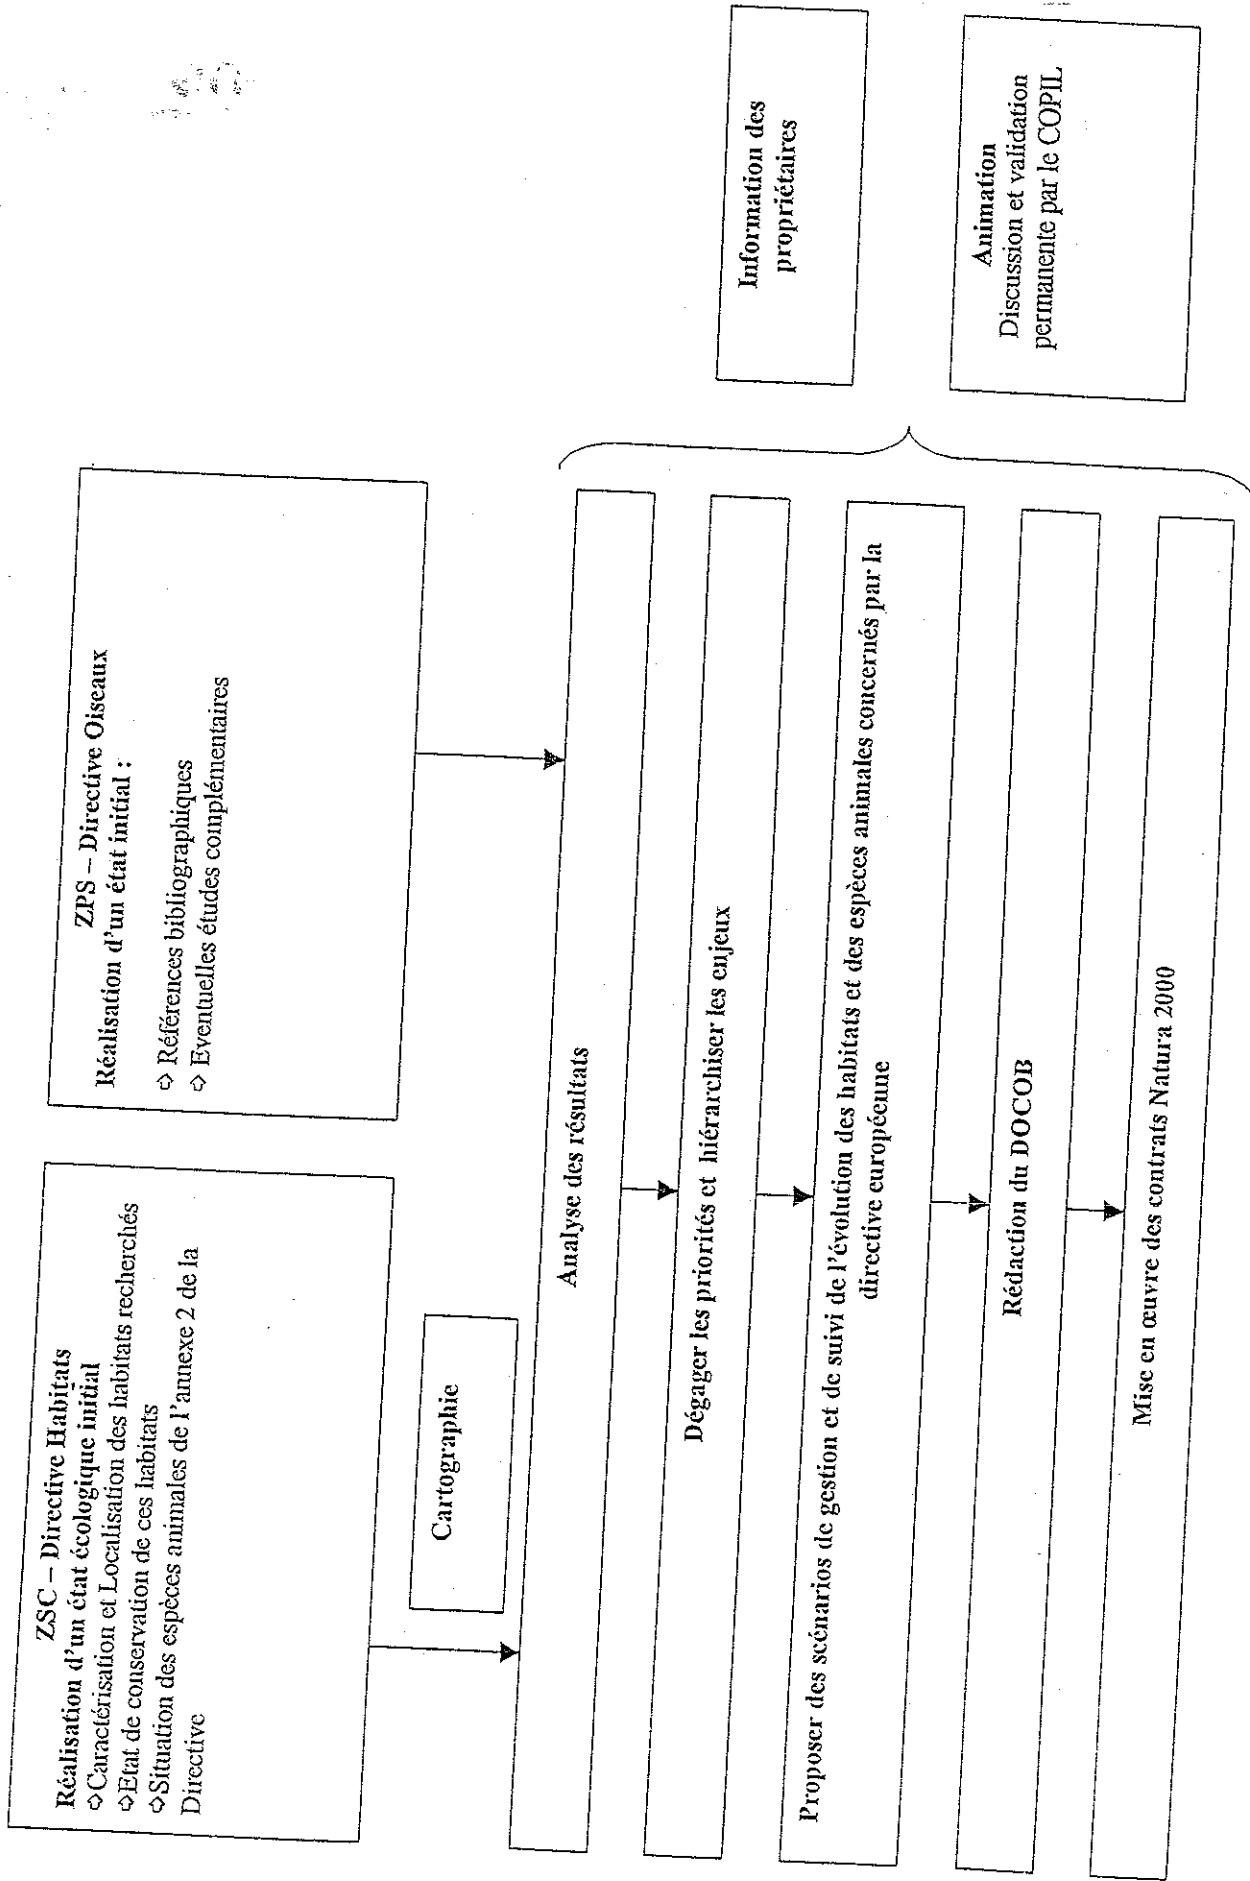 ZSC – Directive Habitats
Réalisation d'un état écologique initial
➪Caractérisation et Localisation des habitats recherchés
➪Etat de conservation de ces habitats
➪Situation des espèces animales de l'annexe 2 de la
Directive
ZPS – Directive Oiseaux
Réalisation d'un état initial :
➪ Références bibliographiques
➪ Eventuelles études complémentaires
Cartographie
Analyse des résultats
Dégager les priorités et hiérarchiser les enjeux
Proposer des scénarios de gestion et de suivi de l'évolution des habitats et des espèces animales concernés par la
directive européenne
Rédaction du DOCOB
Mise en œuvre des contrats Natura 2000
Information des
propriétaires
Animation
Discussion et validation
permanente par le COPIL